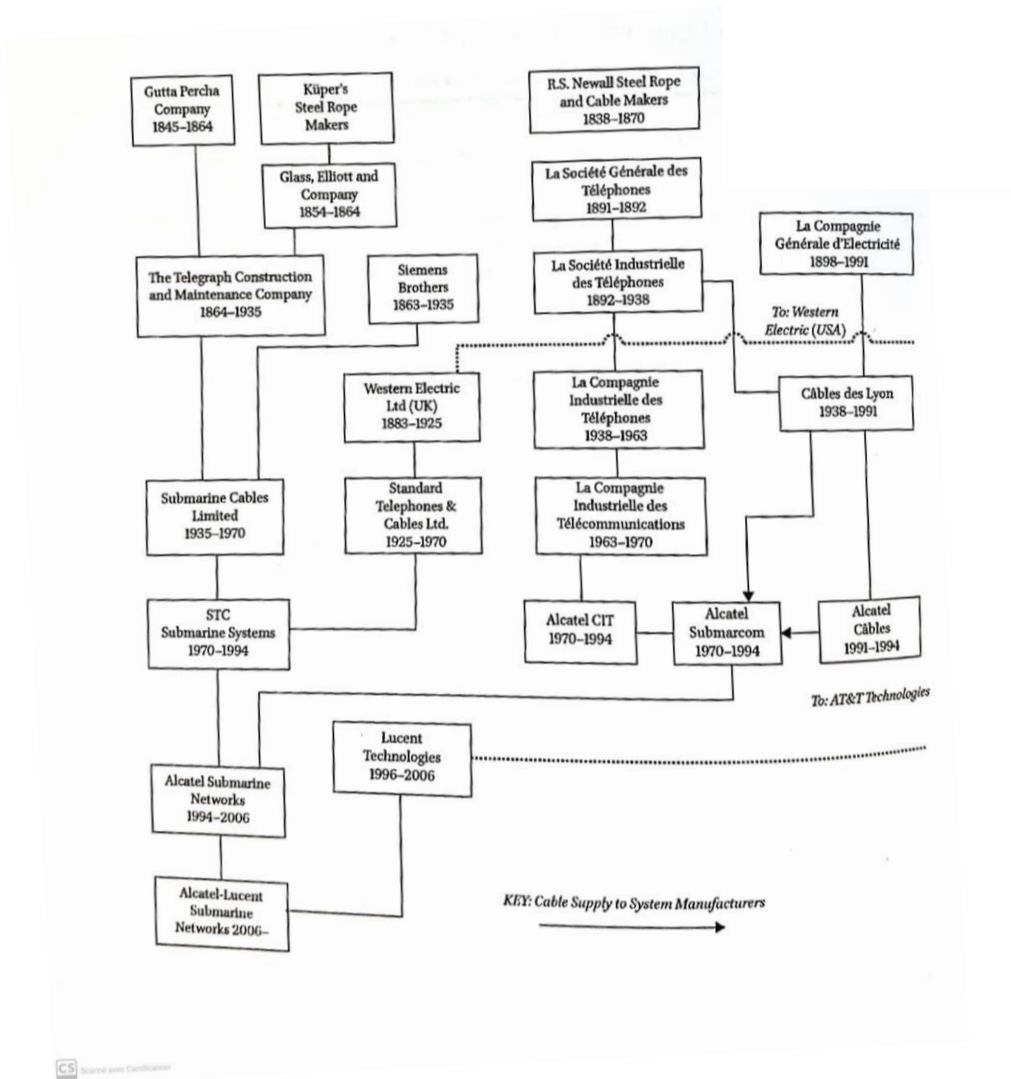 Gutta Percha
Company
1845–1864
Küper's
Steel Rope
Makers
R.S. Newall Steel Rope
and Cable Makers
1838–1870
Glass, Elliott and
Company
1854–1864
La Société Générale des
Téléphones
1891–1892
La Compagnie
Générale d'Electricité
1898–1991
The Telegraph Construction
and Maintenance Company
1864–1935
Siemens
Brothers
1863–1935
La Société Industrielle
des Téléphones
1892–1938
To: Western
Electric (USA)
Western Electric
Ltd (UK)
1883–1925
La Compagnie
Industrielle des
Téléphones
1938–1963
Câbles des Lyon
1938–1991
Submarine Cables
Limited
1935–1970
Standard
Telephones &
Cables Ltd.
1925–1970
La Compagnie
Industrielle des
Télécommunications
1963–1970
STC
Submarine Systems
1970–1994
Alcatel CIT
1970–1994
Alcatel
Submarcom
1970–1994
Alcatel
Câbles
1991–1994
To: AT&T Technologies
Lucent
Technologies
1996–2006
Alcatel Submarine
Networks
1994–2006
Alcatel-Lucent
Submarine
Networks 2006–
KEY: Cable Supply to System Manufacturers
CS Scanné avec CamScanner